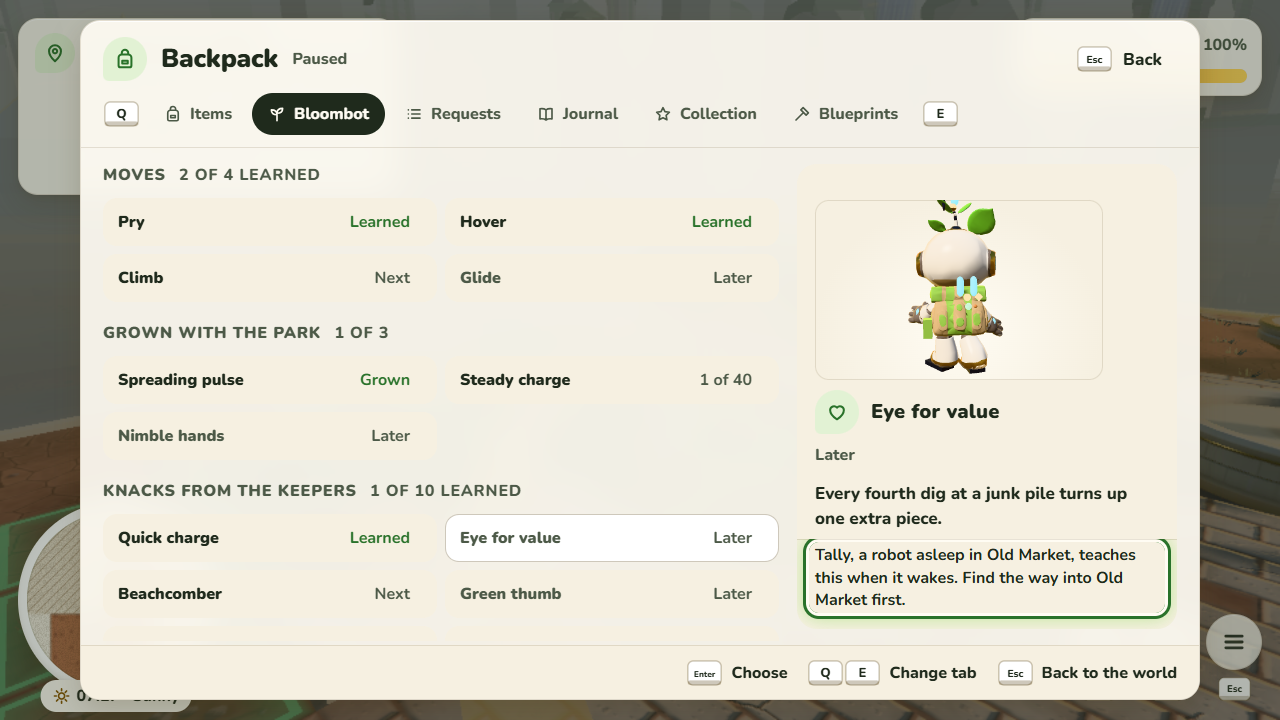 Backpack
Paused
Esc
Back
100%
Q
Items
Bloombot
Requests
Journal
Collection
Blueprints
E
MOVES 2 OF 4 LEARNED
Pry
Learned
Hover
Learned
Climb
Next
Glide
Later
GROWN WITH THE PARK 1 OF 3
Spreading pulse
Grown
Steady charge
1 of 40
Nimble hands
Later
KNACKS FROM THE KEEPERS 1 OF 10 LEARNED
Quick charge
Learned
Eye for value
Later
Beachcomber
Next
Green thumb
Later
Eye for value
Later
Every fourth dig at a junk pile turns up
one extra piece.
Tally, a robot asleep in Old Market, teaches
this when it wakes. Find the way into Old
Market first.
Enter
Choose
Q
E
Change tab
Esc
Back to the world
Esc